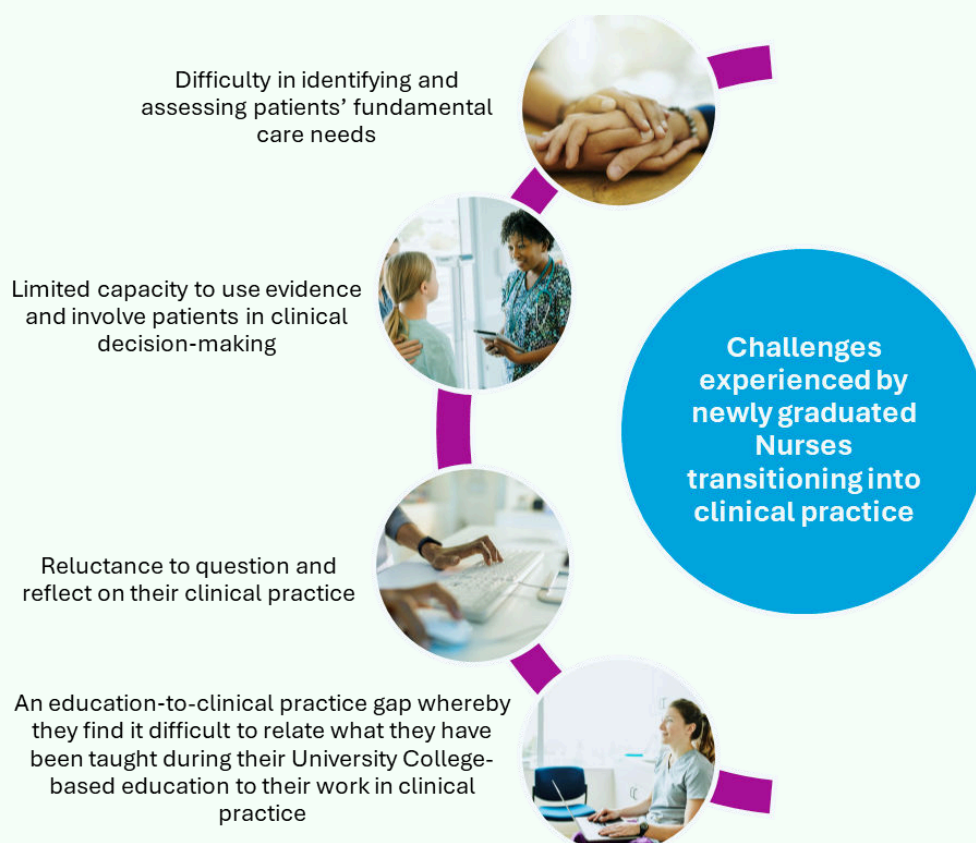 Difficulty in identifying and
assessing patients’ fundamental
care needs
Limited capacity to use evidence
and involve patients in clinical
decision-making
Challenges
experienced by
newly graduated
Nurses
transitioning into
clinical practice
Reluctance to question and
reflect on their clinical practice
An education-to-clinical practice gap whereby
they find it difficult to relate what they have
been taught during their University College-
based education to their work in clinical
practice